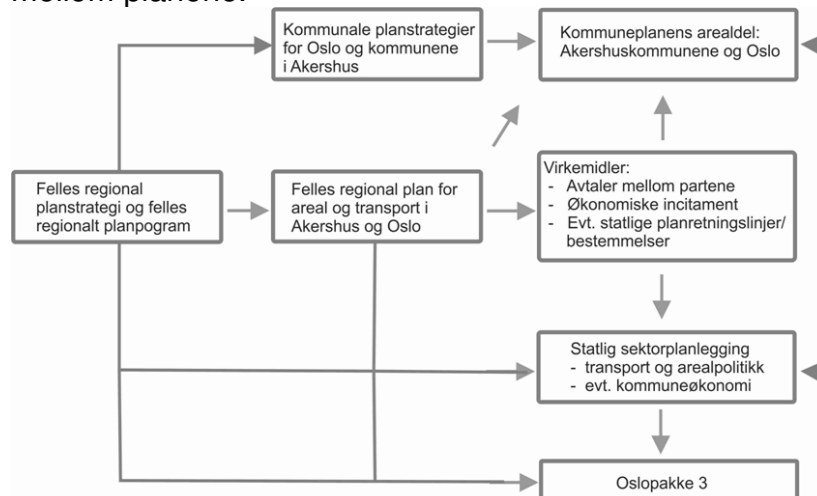 mellom planene.
Kommunale planstrategier
for Oslo og kommunene
i Akershus
Kommuneplanens arealdel:
Akershuskommunene og Oslo
Felles regional
planstrategi og felles
regionalt planpogram
Felles regional plan for
areal og transport i
Akershus og Oslo
Virkemidler:
- Avtaler mellom partene
- Økonomiske incitament
- Evt. statlige planretningslinjer/
bestemmelser
Statlig sektorplanlegging
- transport og arealpolitikk
- evt. kommuneøkonomi
Oslopakke 3